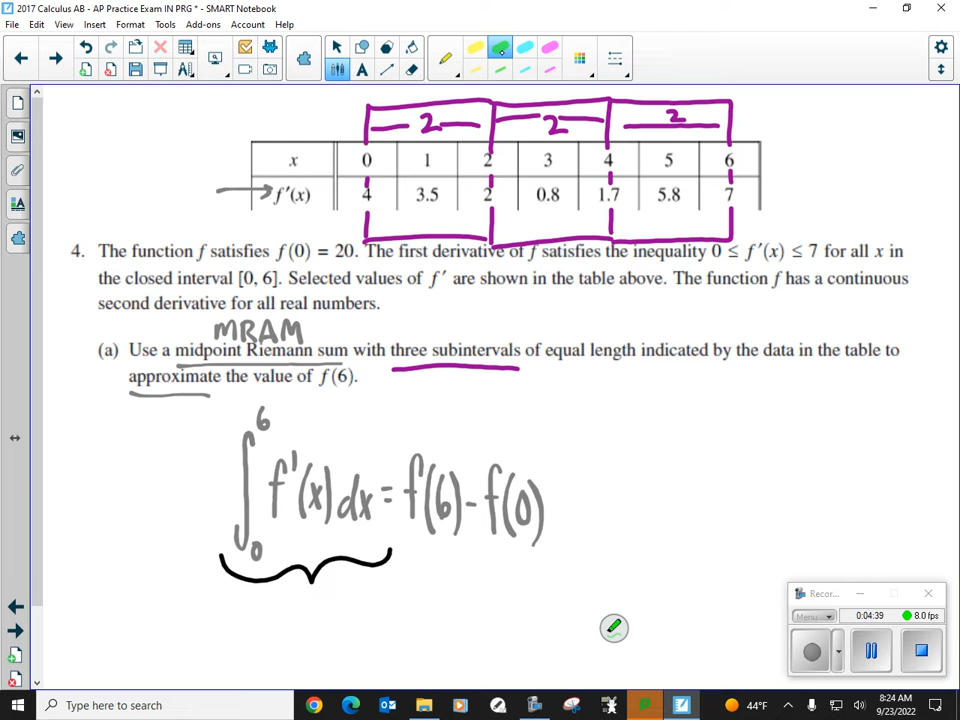 2017 Calculus AB - AP Practice Exam IN PRG * - SMART Notebook
File Edit View Insert Format Tools Add-ons Account Help
2 2 2
x 0 1 2 3 4 5 6
f′(x) 4 3.5 2 0.8 1.7 5.8 7
4. The function f satisfies f(0) = 20. The first derivative of f satisfies the inequality 0 ≤ f′(x) ≤ 7 for all x in
the closed interval [0, 6]. Selected values of f′ are shown in the table above. The function f has a continuous
second derivative for all real numbers.
MRAM
(a) Use a midpoint Riemann sum with three subintervals of equal length indicated by the data in the table to
approximate the value of f(6).
∫₀⁶ f'(x) dx = f(6) - f(0)
Recor...
Menu
0:04:39 8.0 fps
Type here to search
44°F
8:24 AM
9/23/2022